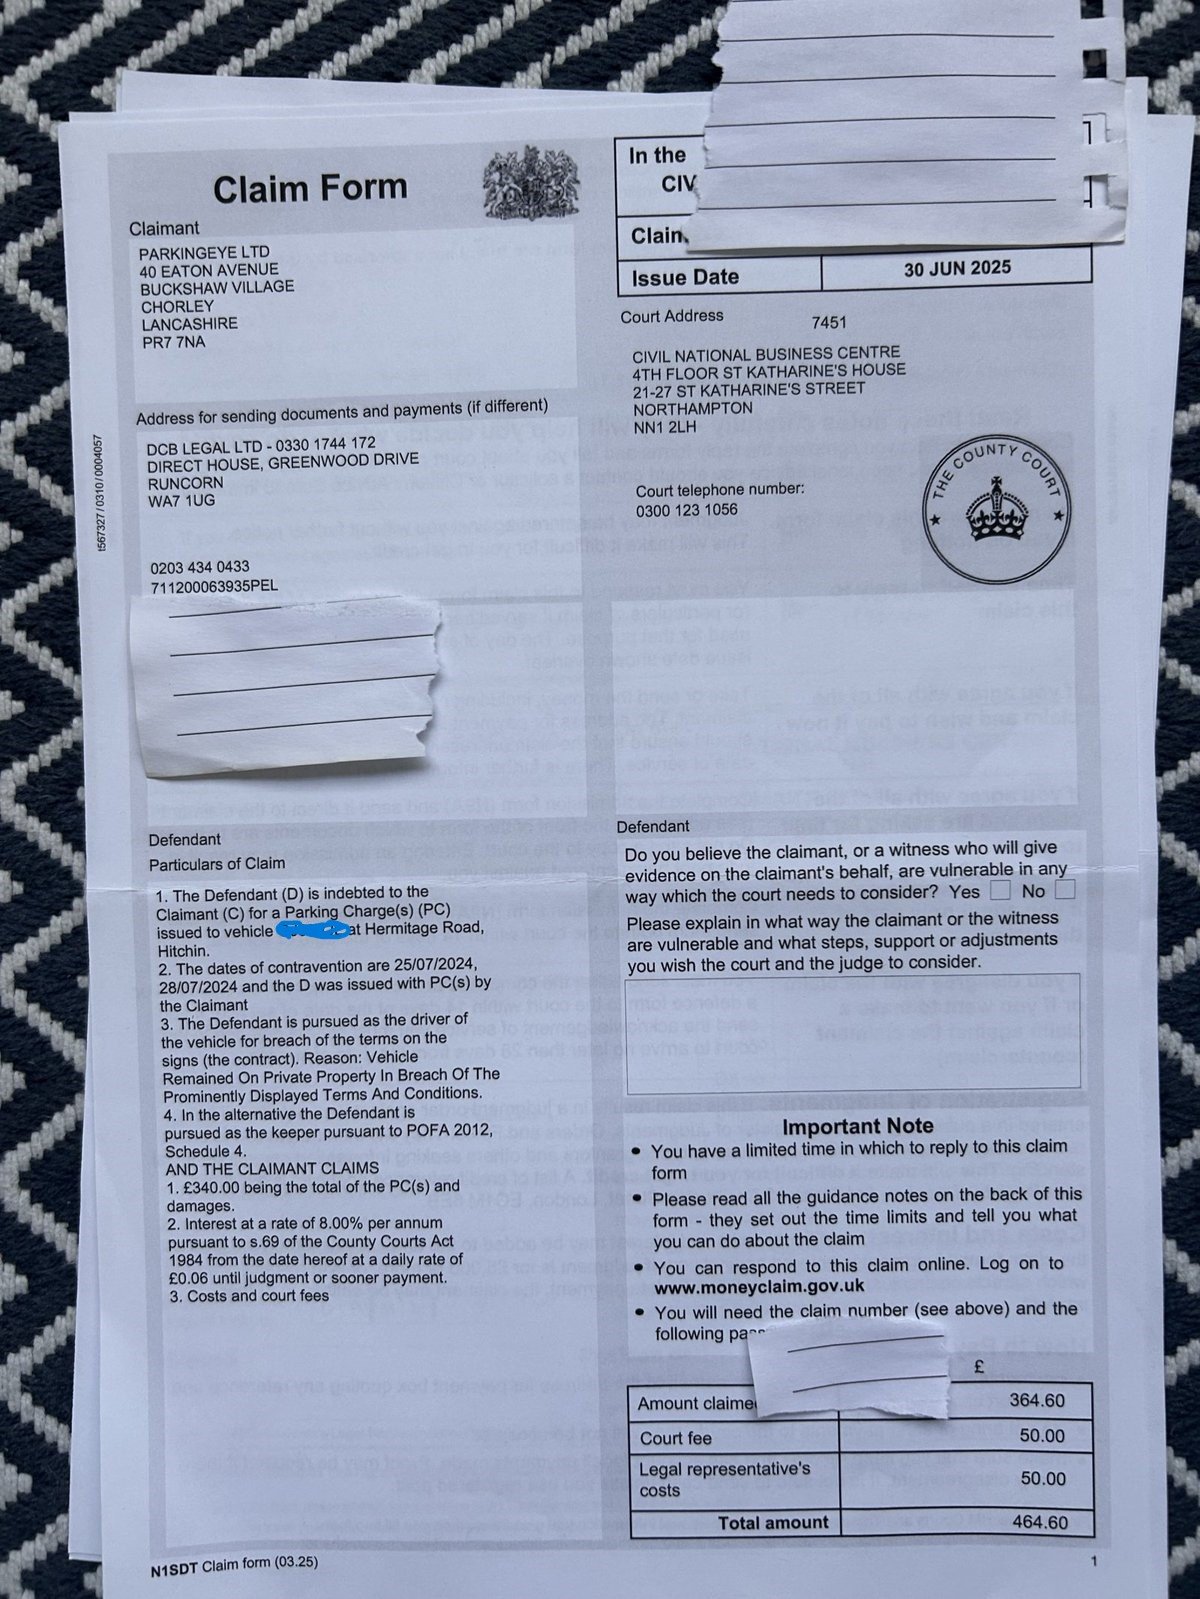 Claim Form
Claimant
PARKINGEYE LTD
40 EATON AVENUE
BUCKSHAW VILLAGE
CHORLEY
LANCASHIRE
PR7 7NA
Address for sending documents and payments (if different)
DCB LEGAL LTD - 0330 1744 172
DIRECT HOUSE, GREENWOOD DRIVE
RUNCORN
WA7 1UG
0203 434 0433
711200063935PEL
t567327/0310/0004057
In the
CIV
Claim
Issue Date 30 JUN 2025
Court Address 7451
CIVIL NATIONAL BUSINESS CENTRE
4TH FLOOR ST KATHARINE'S HOUSE
21-27 ST KATHARINE'S STREET
NORTHAMPTON
NN1 2LH
Court telephone number:
0300 123 1056
THE COUNTY COURT
Defendant
Particulars of Claim
1. The Defendant (D) is indebted to the
Claimant (C) for a Parking Charge(s) (PC)
issued to vehicle at Hermitage Road,
Hitchin.
2. The dates of contravention are 25/07/2024,
28/07/2024 and the D was issued with PC(s) by
the Claimant
3. The Defendant is pursued as the driver of
the vehicle for breach of the terms on the
signs (the contract). Reason: Vehicle
Remained On Private Property In Breach Of The
Prominently Displayed Terms And Conditions.
4. In the alternative the Defendant is
pursued as the keeper pursuant to POFA 2012,
Schedule 4.
AND THE CLAIMANT CLAIMS
1. £340.00 being the total of the PC(s) and
damages.
2. Interest at a rate of 8.00% per annum
pursuant to s.69 of the County Courts Act
1984 from the date hereof at a daily rate of
£0.06 until judgment or sooner payment.
3. Costs and court fees
Defendant
Do you believe the claimant, or a witness who will give
evidence on the claimant's behalf, are vulnerable in any
way which the court needs to consider? Yes No
Please explain in what way the claimant or the witness
are vulnerable and what steps, support or adjustments
you wish the court and the judge to consider.
Important Note
• You have a limited time in which to reply to this claim
form
• Please read all the guidance notes on the back of this
form - they set out the time limits and tell you what
you can do about the claim
• You can respond to this claim online. Log on to
www.moneyclaim.gov.uk
• You will need the claim number (see above) and the
following pas
£
Amount claimed 364.60
Court fee 50.00
Legal representative's
costs 50.00
Total amount 464.60
N1SDT Claim form (03.25)
1